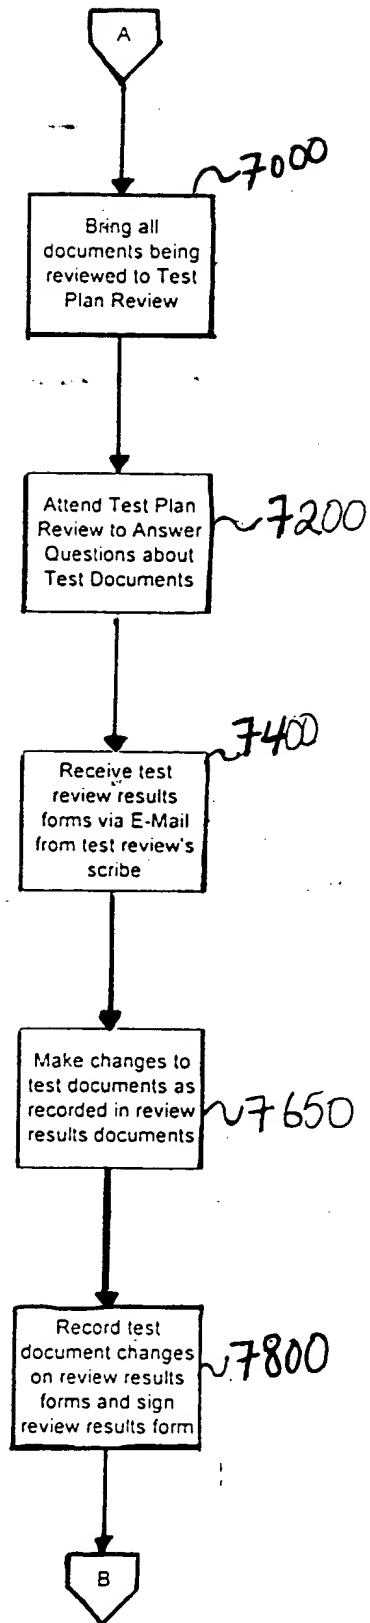 A
7000
Bring all
documents being
reviewed to Test
Plan Review
Attend Test Plan
Review to Answer
Questions about
Test Documents
7200
7400
Receive test
review results
forms via E-Mail
from test review's
scribe
Make changes to
test documents as
recorded in review
results documents
7650
Record test
document changes
on review results
forms and sign
review results form
7800
B